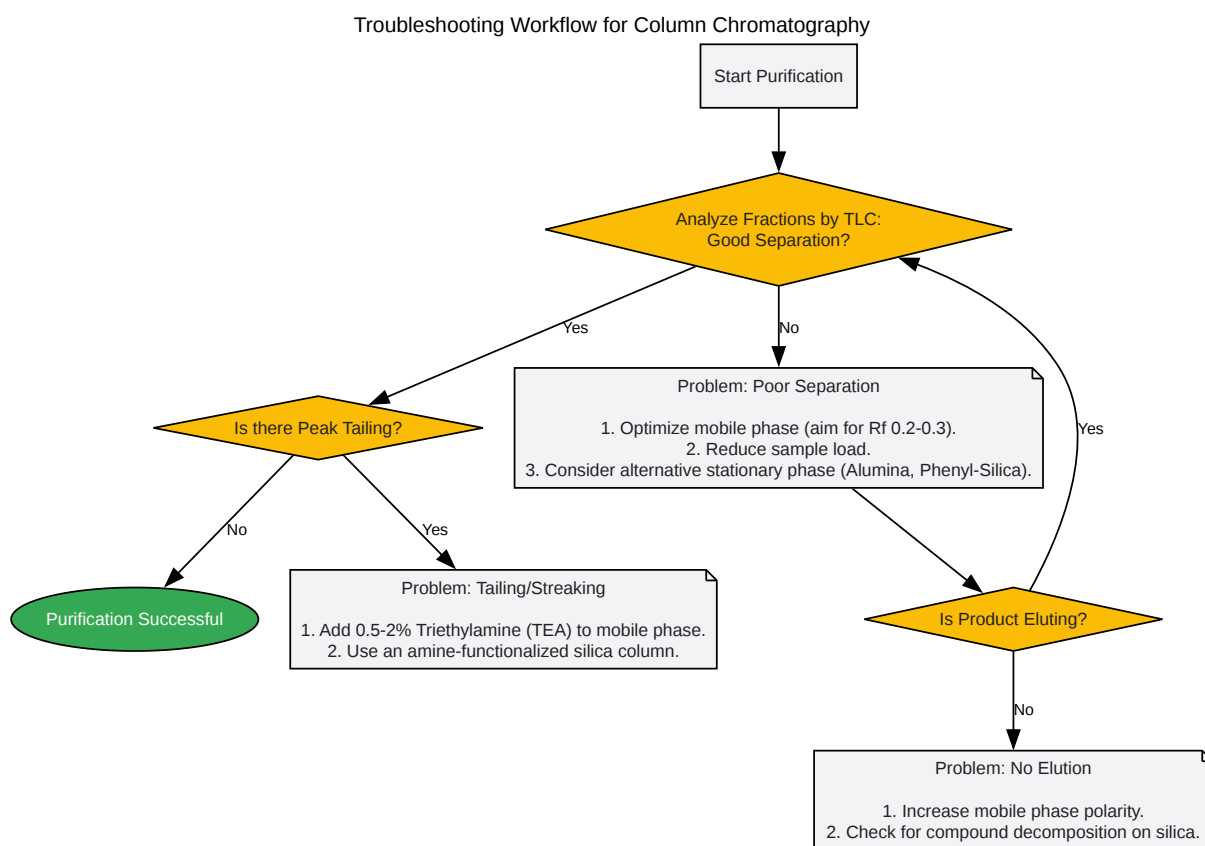 Troubleshooting Workflow for Column Chromatography
Start Purification
Analyze Fractions by TLC:
Good Separation?
Yes
No
Yes
Problem: Poor Separation
1. Optimize mobile phase (aim for Rf 0.2-0.3).
2. Reduce sample load.
3. Consider alternative stationary phase (Alumina, Phenyl-Silica).
Is there Peak Tailing?
No
Yes
Purification Successful
Problem: Tailing/Streaking
1. Add 0.5-2% Triethylamine (TEA) to mobile phase.
2. Use an amine-functionalized silica column.
Is Product Eluting?
No
Problem: No Elution
1. Increase mobile phase polarity.
2. Check for compound decomposition on silica.